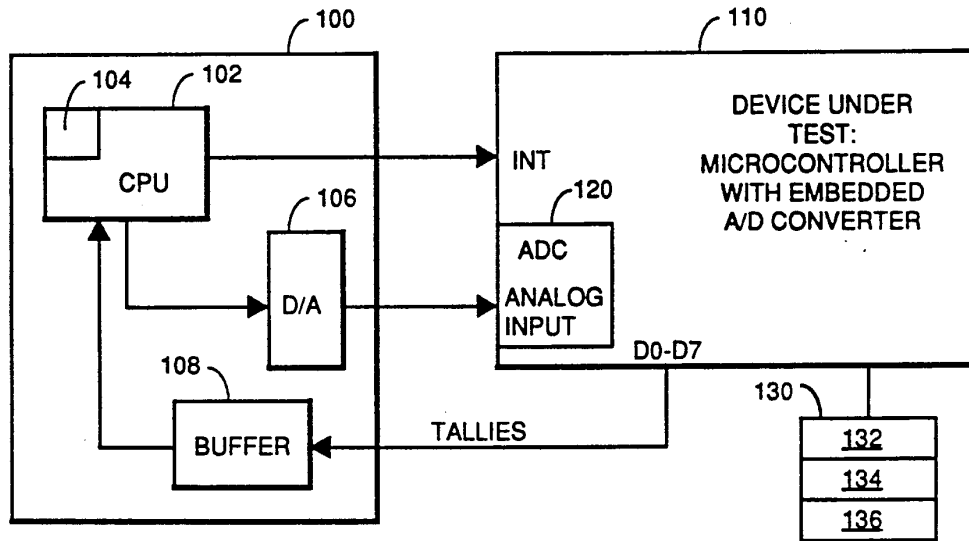 100
110
104
102
CPU
INT
DEVICE UNDER
TEST:
MICROCONTROLLER
WITH EMBEDDED
A/D CONVERTER
106
D/A
120
ADC
ANALOG
INPUT
D0-D7
108
BUFFER
TALLIES
130
132
134
136